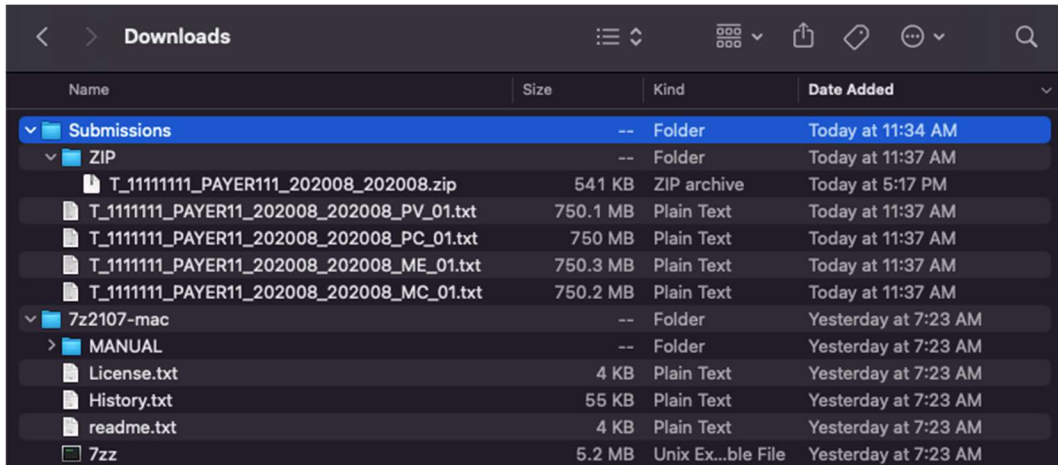 Downloads
Name Size Kind Date Added
Submissions -- Folder Today at 11:34 AM
ZIP -- Folder Today at 11:37 AM
T_11111111_PAYER111_202008_202008.zip 541 KB ZIP archive Today at 5:17 PM
T_1111111_PAYER11_202008_202008_PV_01.txt 750.1 MB Plain Text Today at 11:37 AM
T_1111111_PAYER11_202008_202008_PC_01.txt 750 MB Plain Text Today at 11:37 AM
T_1111111_PAYER11_202008_202008_ME_01.txt 750.3 MB Plain Text Today at 11:37 AM
T_1111111_PAYER11_202008_202008_MC_01.txt 750.2 MB Plain Text Today at 11:37 AM
7z2107-mac -- Folder Yesterday at 7:23 AM
MANUAL -- Folder Yesterday at 7:23 AM
License.txt 4 KB Plain Text Yesterday at 7:23 AM
History.txt 55 KB Plain Text Yesterday at 7:23 AM
readme.txt 4 KB Plain Text Yesterday at 7:23 AM
7zz 5.2 MB Unix Ex...ble File Yesterday at 7:23 AM